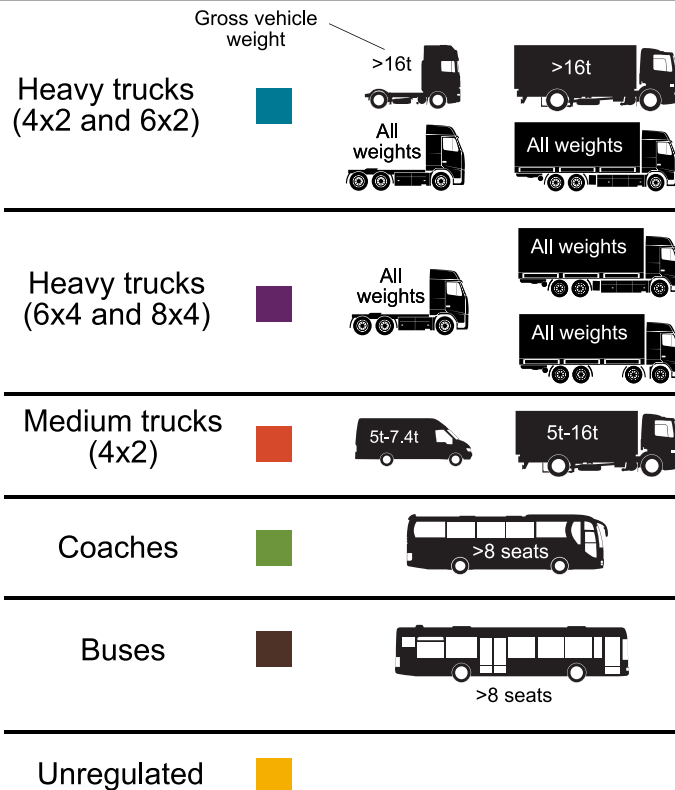 Gross vehicle
weight
Heavy trucks
(4x2 and 6x2)
>16t
>16t
All
weights
All weights
Heavy trucks
(6x4 and 8x4)
All
weights
All weights
All weights
Medium trucks
(4x2)
5t-7.4t
5t-16t
Coaches
>8 seats
Buses
>8 seats
Unregulated